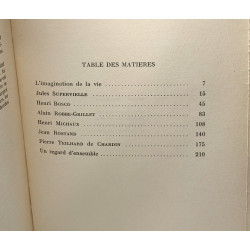 TABLE DES MATIERES
L'imagination de la vie 7
Jules SUPERVIELLE 15
Henri BOSCO 45
Alain ROBBE-GRILLET 83
Henri MICHAUX 108
Jean ROSTAND 140
Pierre TEILHARD DE CHARDIN 175
Un regard d'ensemble 210